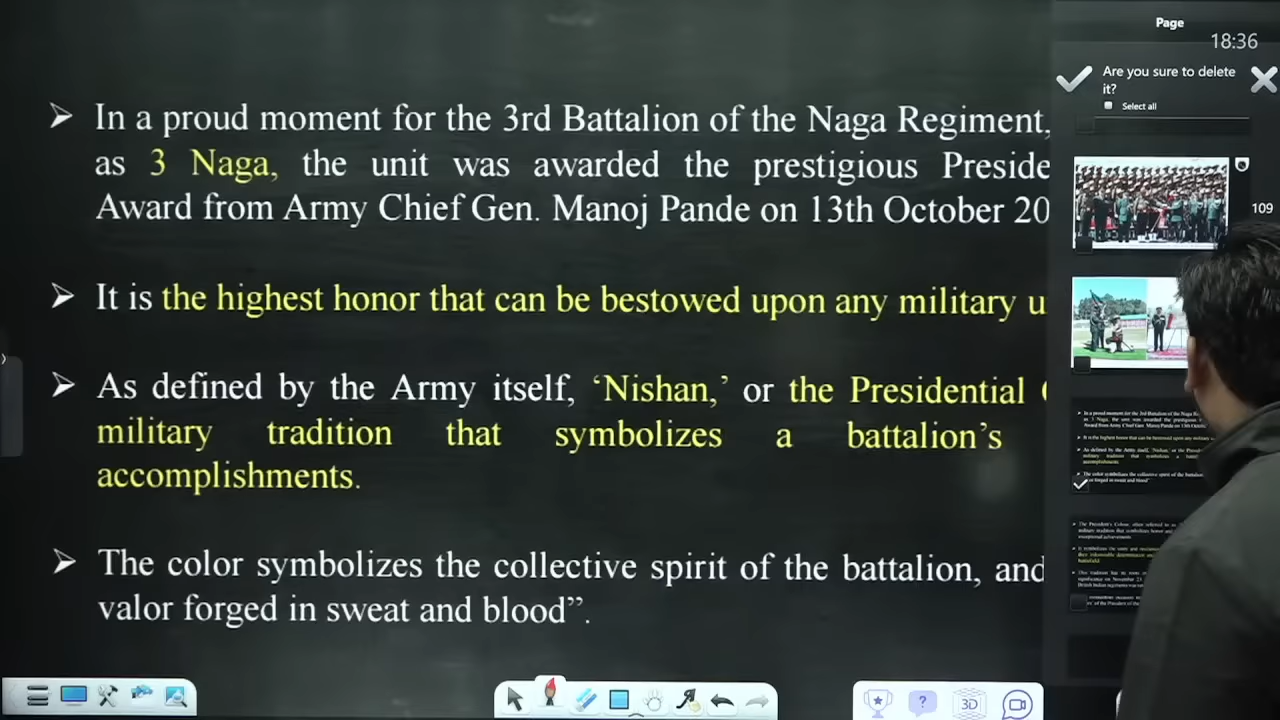 Page
18:36
Are you sure to delete
it?
Select all
109
➢ In a proud moment for the 3rd Battalion of the Naga Regiment,
as 3 Naga, the unit was awarded the prestigious Preside
Award from Army Chief Gen. Manoj Pande on 13th October 20
➢ It is the highest honor that can be bestowed upon any military u
➢ As defined by the Army itself, ‘Nishan,’ or the Presidential
military tradition that symbolizes a battalion’s
accomplishments.
➢ The color symbolizes the collective spirit of the battalion, and
valor forged in sweat and blood”.
3D
?